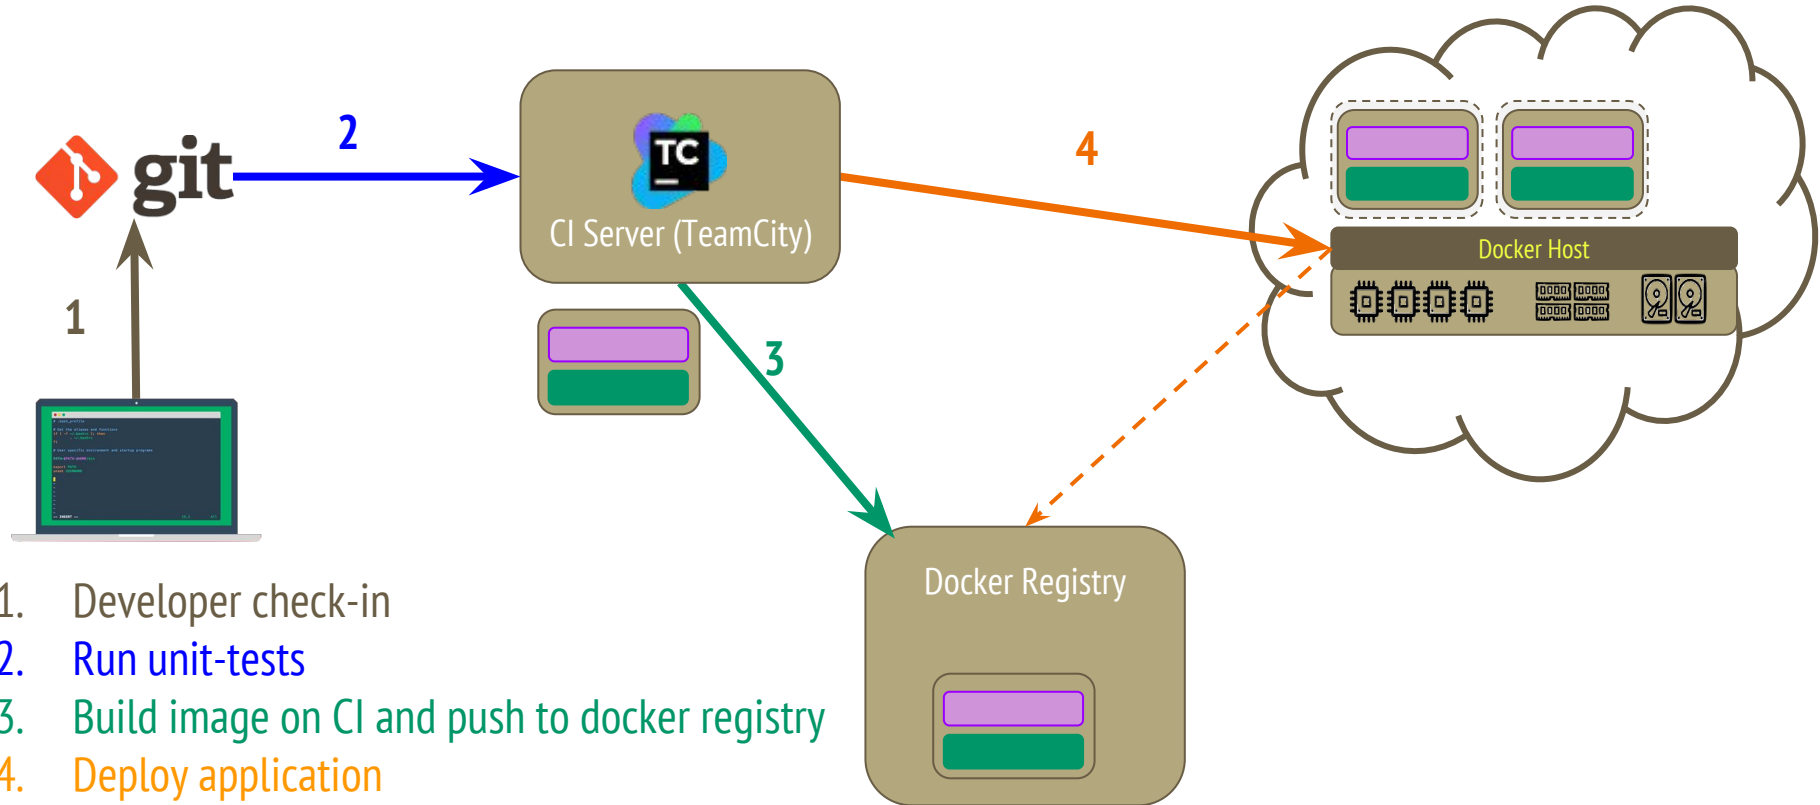 2
4
git
TC
CI Server (TeamCity)
Docker Host
1
3
Docker Registry
1. Developer check-in
2. Run unit-tests
3. Build image on CI and push to docker registry
4. Deploy application